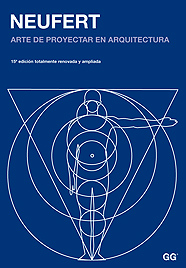 NEUFERT
ARTE DE PROYECTAR EN ARQUITECTURA
15ª edición totalmente renovada y ampliada
GG®